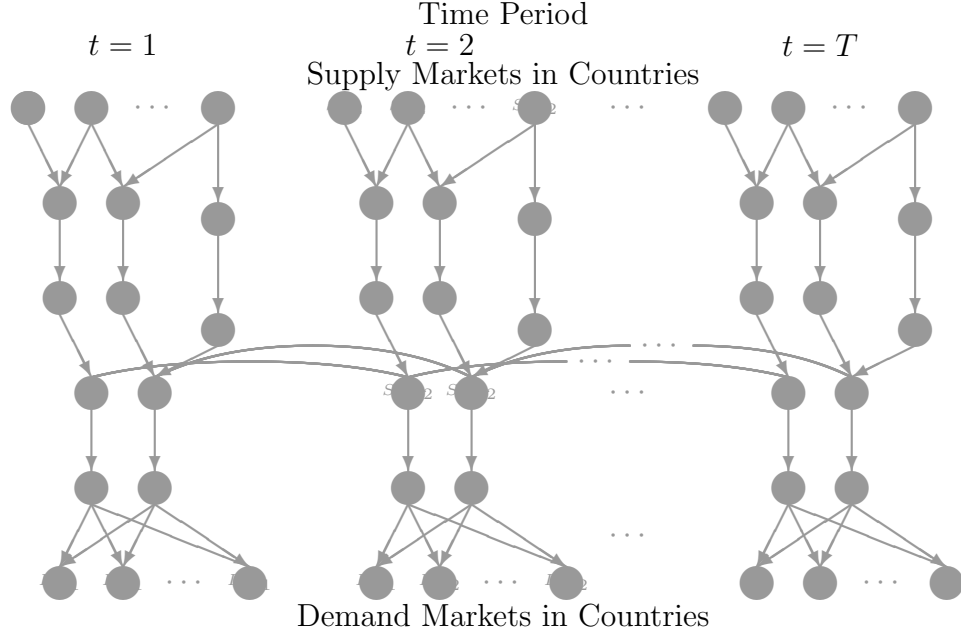 Time Period
t = 1 t = 2 t = T
Supply Markets in Countries
··· ··· ··· ···
···
···
···
···
··· ···
Demand Markets in Countries